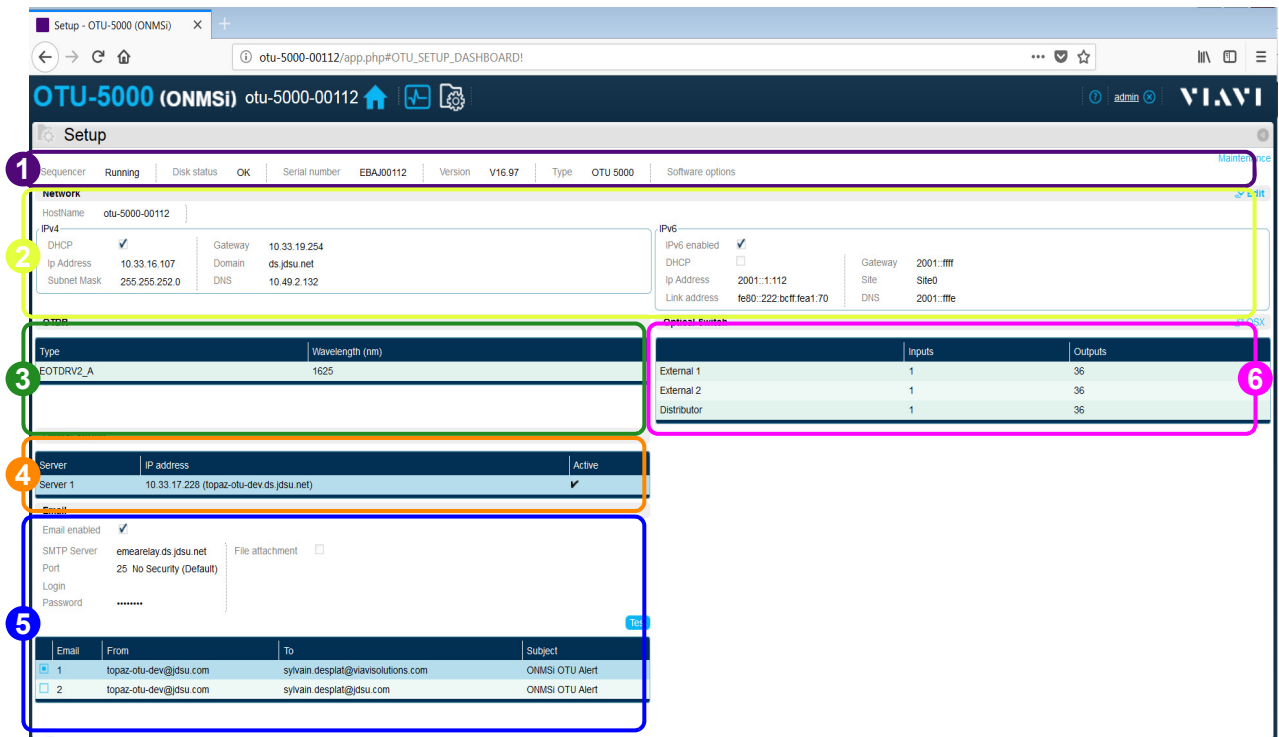 Setup - OTU-5000 (ONMSi)
otu-5000-00112/app.php#OTU_SETUP_DASHBOARD!
OTU-5000 (ONMSi) otu-5000-00112
? admin VIAVI
Setup
Maintenance
1
Sequencer Running Disk status OK Serial number EBAJ00112 Version V16.97 Type OTU 5000 Software options
Network Edit
HostName otu-5000-00112
2
IPv4
DHCP Gateway 10.33.19.254
Ip Address 10.33.16.107 Domain ds.jdsu.net
Subnet Mask 255.255.252.0 DNS 10.49.2.132
IPv6
IPv6 enabled
DHCP Gateway 2001::ffff
Ip Address 2001::1:112 Site Site0
Link address fe80::222:bcff:fea1:70 DNS 2001::fffe
OTDR
3
Type Wavelength (nm)
EOTDRV2_A 1625
Optical Switch OSX
6
Inputs Outputs
External 1 1 36
External 2 1 36
Distributor 1 36
4
Server IP address Active
Server 1 10.33.17.228 (topaz-otu-dev.ds.jdsu.net)
Email
5
Email enabled
SMTP Server emearelay.ds.jdsu.net File attachment
Port 25 No Security (Default)
Login
Password ••••••••
Test
Email From To Subject
1 topaz-otu-dev@jdsu.com sylvain.desplat@viavisolutions.com ONMSi OTU Alert
2 topaz-otu-dev@jdsu.com sylvain.desplat@jdsu.com ONMSi OTU Alert